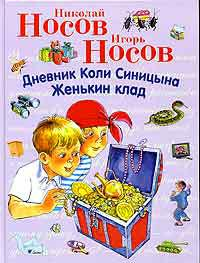 Николай
НОСОВ
Игорь
НОСОВ
Дневник Коли Синицына
Женькин клад